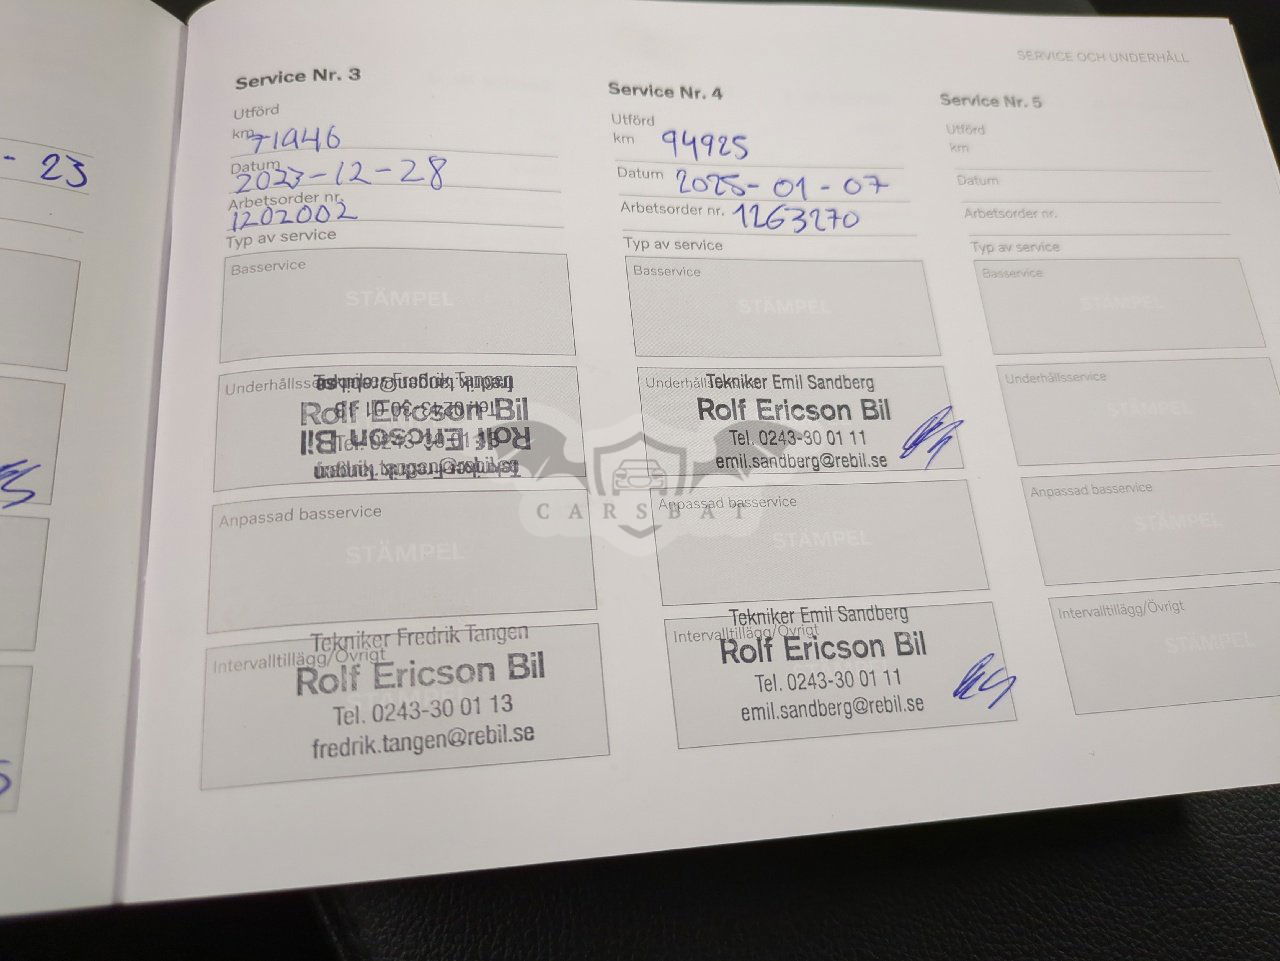 SERVICE OCH UNDERHÅLL
- 23
Service Nr. 3
Utförd
km 71946
Datum 2023-12-28
Arbetsorder nr. 1202002
Typ av service
Basservice
STÄMPEL
Rolf Ericson Bil
Anpassad basservice
STÄMPEL
Intervalltillägg/Övrigt
Tekniker Fredrik Tangen
Rolf Ericson Bil
Tel. 0243-30 01 13
fredrik.tangen@rebil.se
Service Nr. 4
Utförd
km 94925
Datum 2025-01-07
Arbetsorder nr. 1263270
Typ av service
Basservice
STÄMPEL
Tekniker Emil Sandberg
Rolf Ericson Bil
Tel. 0243-30 01 11
emil.sandberg@rebil.se
Anpassad basservice
STÄMPEL
Intervalltillägg/Övrigt
Tekniker Emil Sandberg
Rolf Ericson Bil
Tel. 0243-30 01 11
emil.sandberg@rebil.se
Service Nr. 5
Utförd
km
Datum
Arbetsorder nr.
Typ av service
Basservice
STÄMPEL
Underhållsservice
STÄMPEL
Anpassad basservice
STÄMPEL
Intervalltillägg/Övrigt
STÄMPEL
CARSBAT